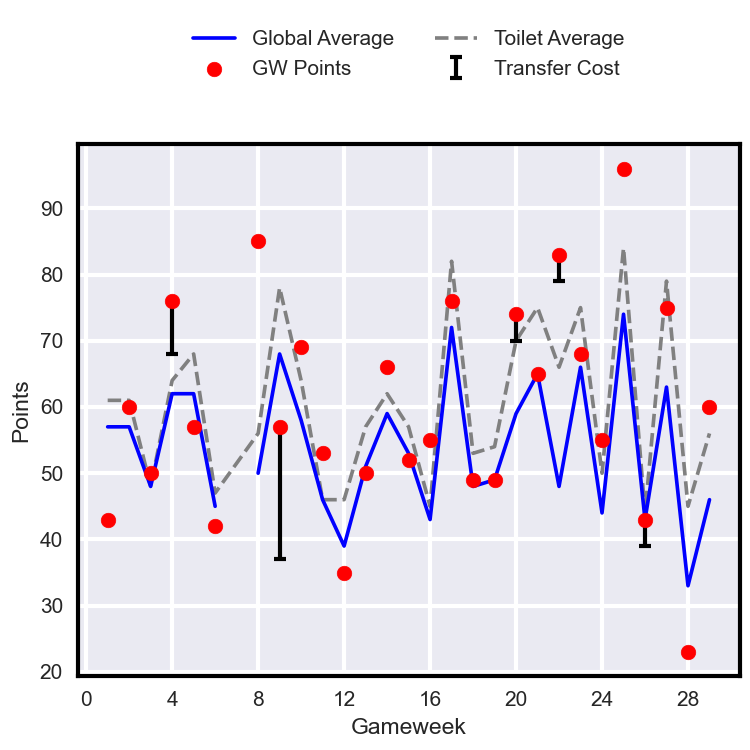 Global Average
Toilet Average
GW Points
Transfer Cost
90
80
70
60
50
40
30
20
Points
0 4 8 12 16 20 24 28
Gameweek